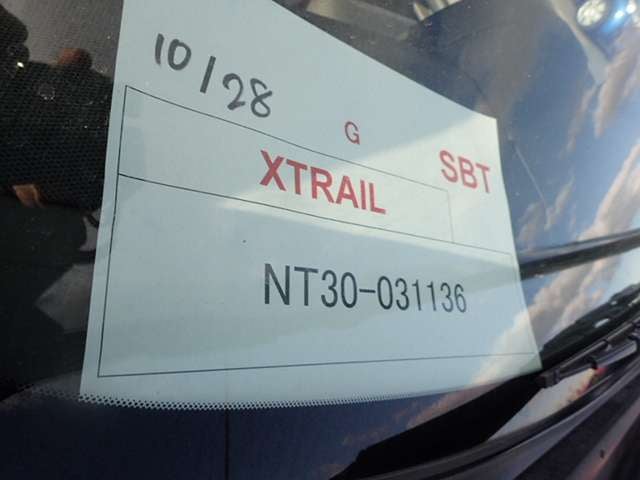 10/28
G
XTRAIL SBT
NT30-031136